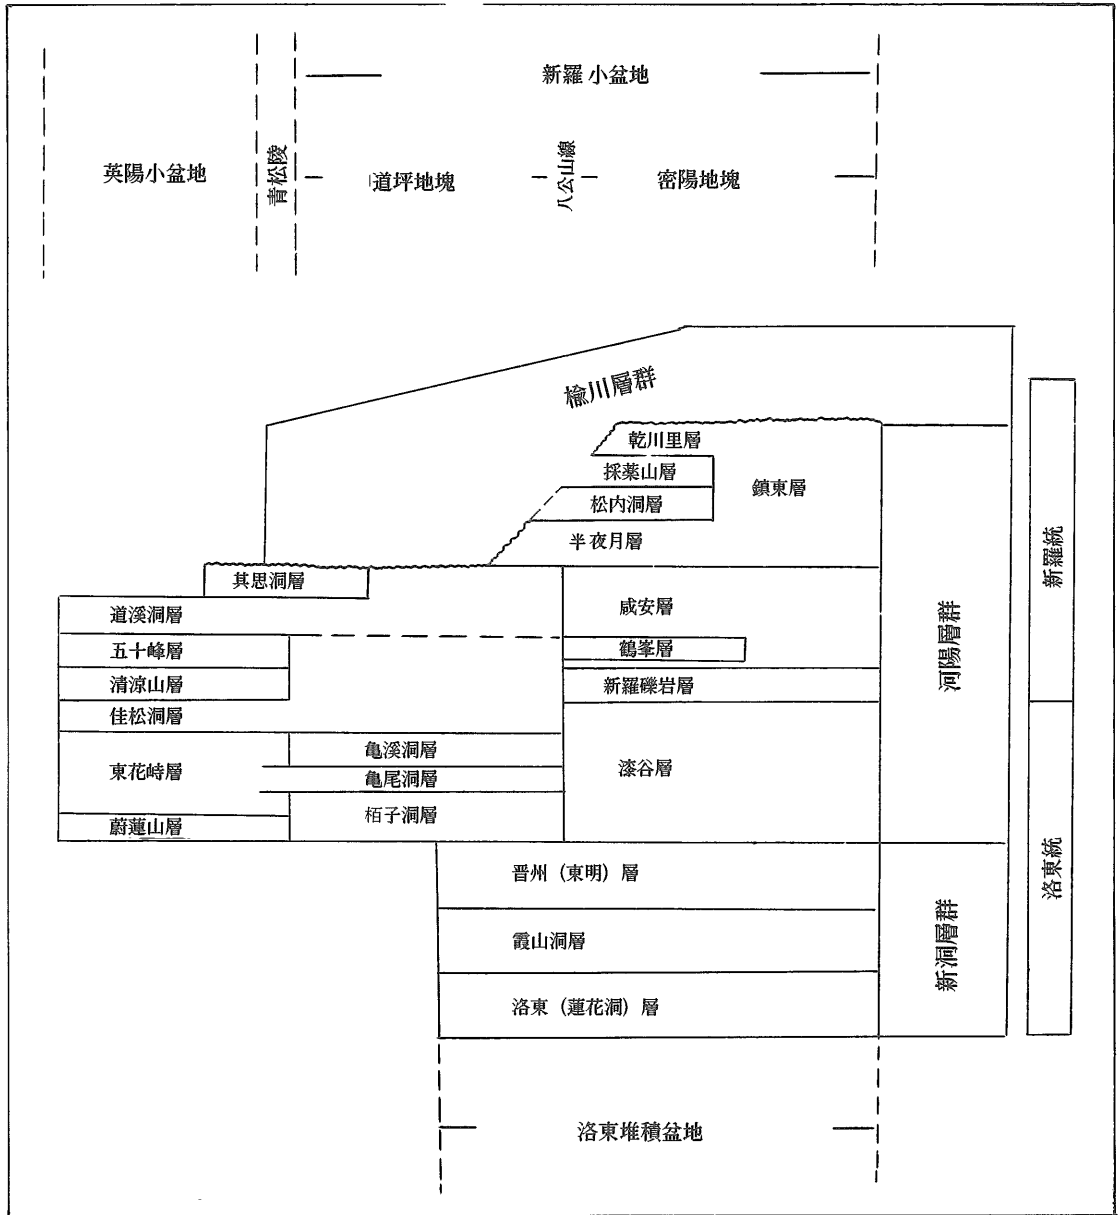 新羅小盆地
英陽小盆地
青松陵
道坪地塊
八公山線
密陽地塊
楡川層群
乾川里層
採薬山層
松内洞層
半夜月層
鎮東層
其思洞層
道溪洞層
五十峰層
清涼山層
佳松洞層
東花峙層
蔚蓮山層
亀溪洞層
亀尾洞層
栢子洞層
咸安層
鶴峯層
新羅礫岩層
漆谷層
晋州（東明）層
霞山洞層
洛東（蓮花洞）層
河陽層群
新洞層群
新羅統
洛東統
洛東堆積盆地